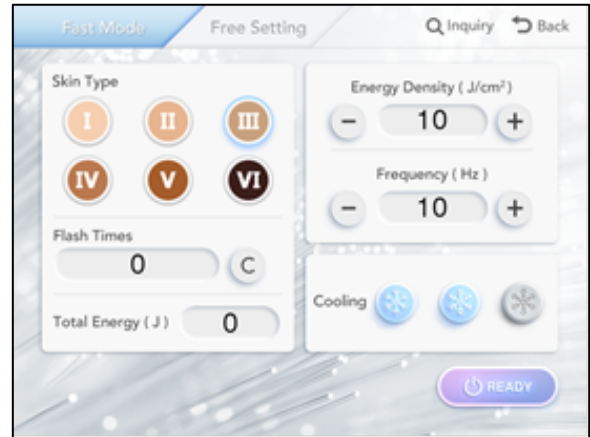 Fast Mode
Free Setting
Inquiry
Back
Skin Type
I II III
IV V VI
Flash Times
0 C
Total Energy ( J ) 0
Energy Density ( J/cm² )
− 10 +
Frequency ( Hz )
− 10 +
Cooling
READY